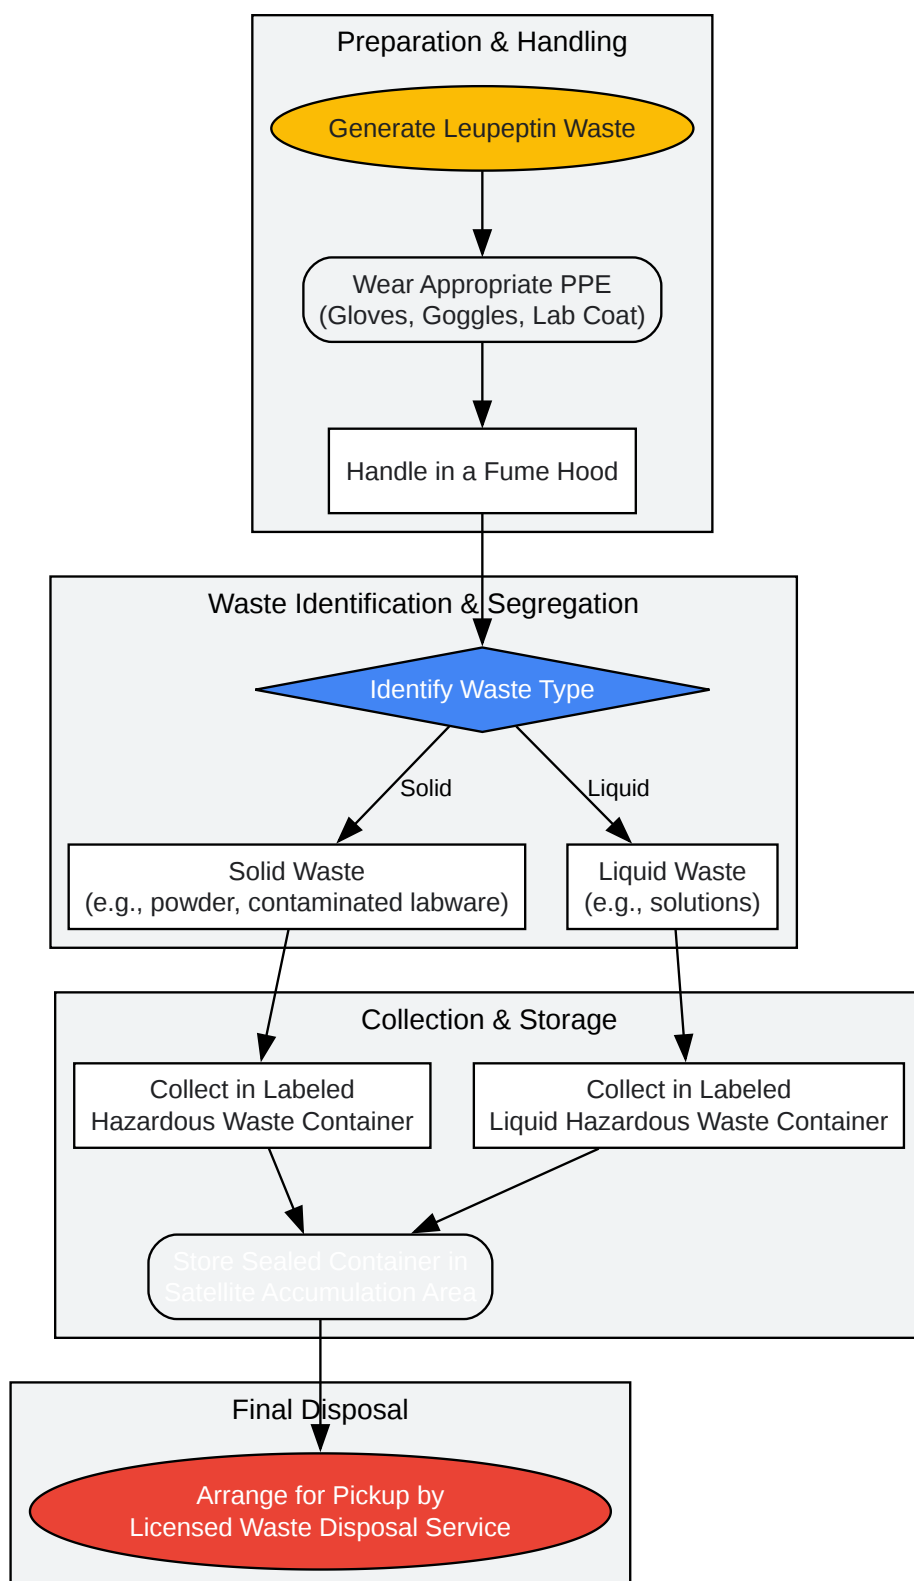 Preparation & Handling
Generate Leupeptin Waste
Wear Appropriate PPE
(Gloves, Goggles, Lab Coat)
Handle in a Fume Hood
Waste Identification & Segregation
Identify Waste Type
Solid
Liquid
Solid Waste
(e.g., powder, contaminated labware)
Liquid Waste
(e.g., solutions)
Collection & Storage
Collect in Labeled
Hazardous Waste Container
Collect in Labeled
Liquid Hazardous Waste Container
Store Sealed Container in
Satellite Accumulation Area
Final Disposal
Arrange for Pickup by
Licensed Waste Disposal Service